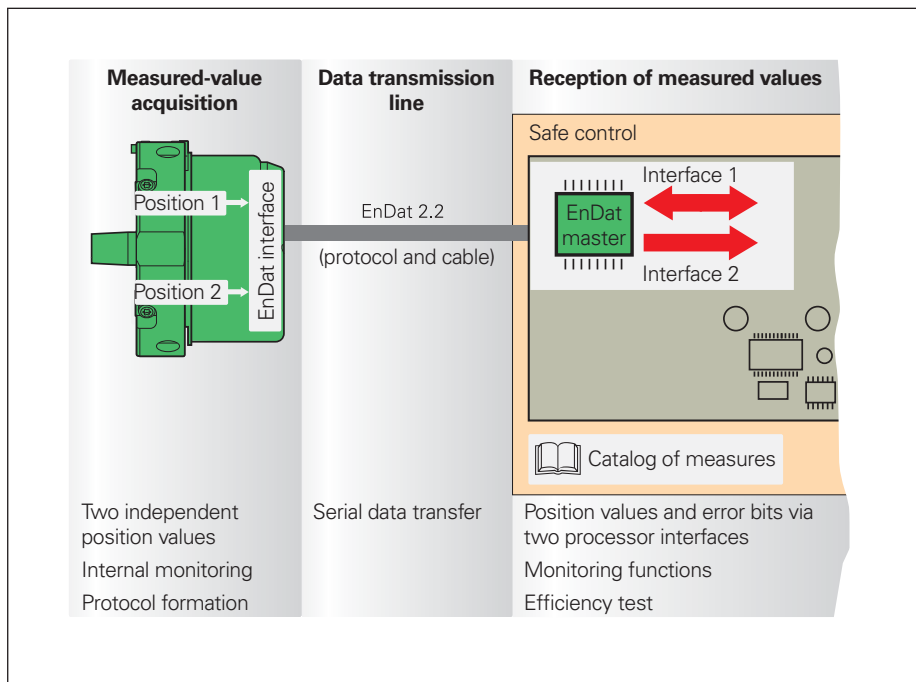 Measured-value
acquisition
Data transmission
line
Reception of measured values
Safe control
Position 1
Position 2
EnDat interface
EnDat 2.2
(protocol and cable)
EnDat
master
Interface 1
Interface 2
Catalog of measures
Two independent
position values
Internal monitoring
Protocol formation
Serial data transfer
Position values and error bits via
two processor interfaces
Monitoring functions
Efficiency test